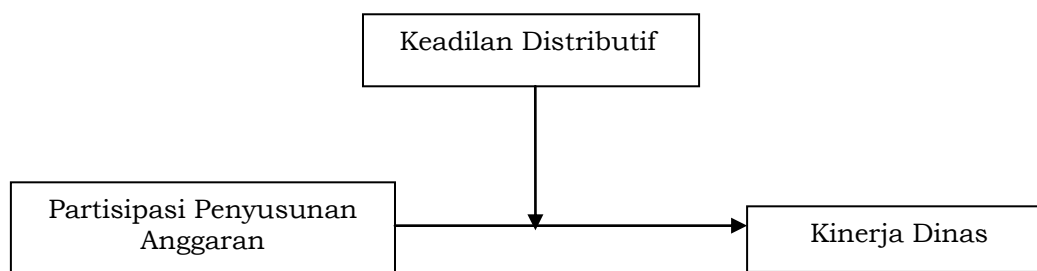 Keadilan Distributif
Partisipasi Penyusunan
Anggaran
Kinerja Dinas